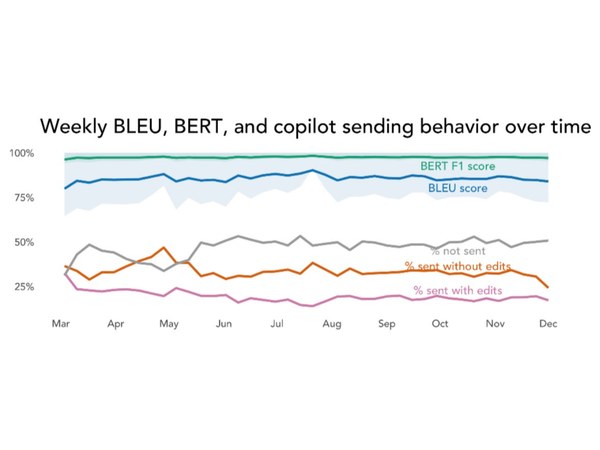 Weekly BLEU, BERT, and copilot sending behavior over time
100%
BERT F1 score
BLEU score
75%
50%
% not sent
% sent without edits
25%
% sent with edits
Mar Apr May Jun Jul Aug Sep Oct Nov Dec